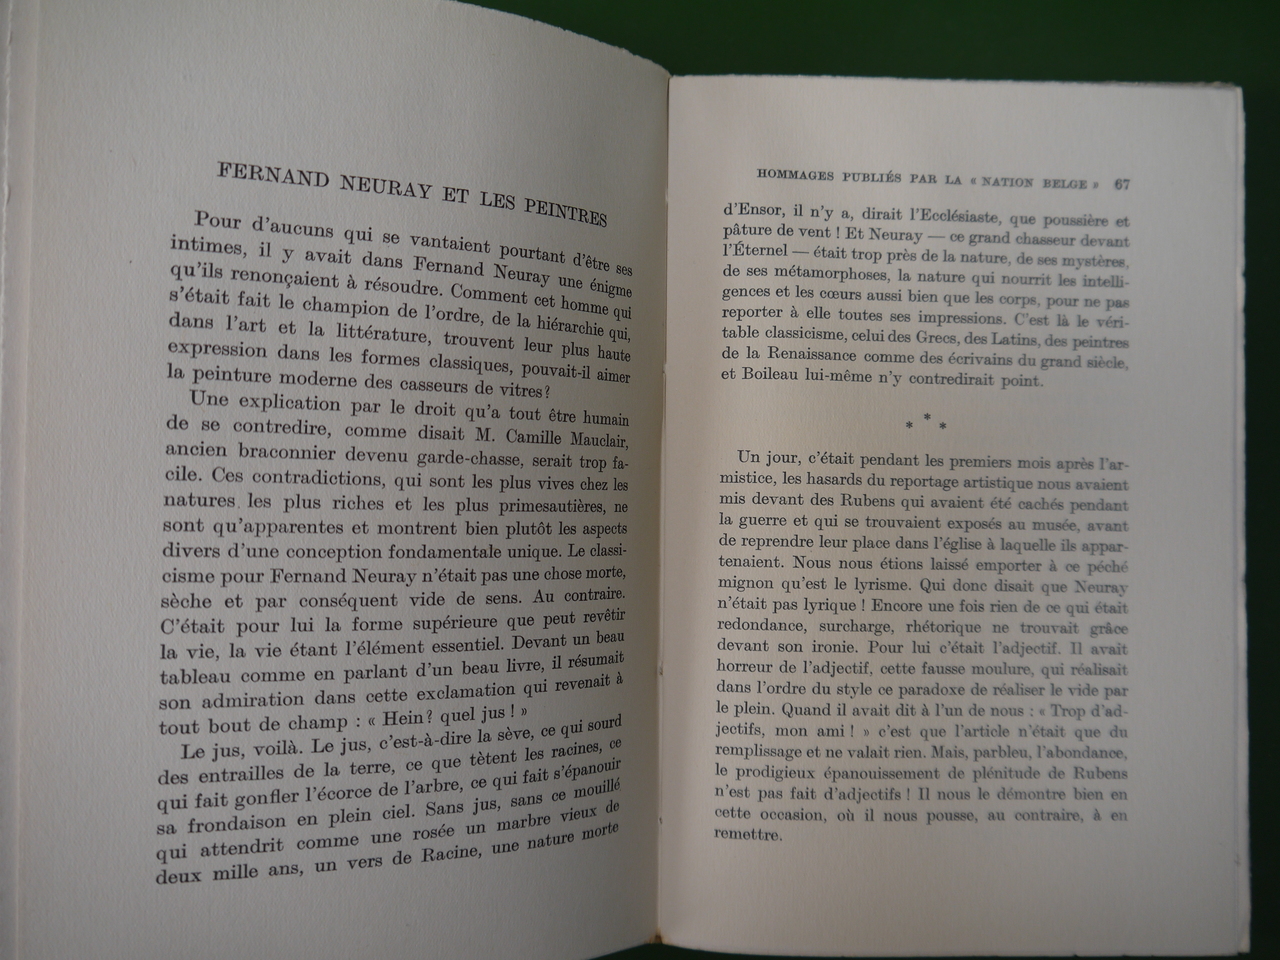 FERNAND NEURAY ET LES PEINTRES
Pour d'aucuns qui se vantaient pourtant d'être ses
intimes, il y avait dans Fernand Neuray une énigme
qu'ils renonçaient à résoudre. Comment cet homme qui
s'était fait le champion de l'ordre, de la hiérarchie qui,
dans l'art et la littérature, trouvent leur plus haute
expression dans les formes classiques, pouvait-il aimer
la peinture moderne des casseurs de vitres?
Une explication par le droit qu'a tout être humain
de se contredire, comme disait M. Camille Mauclair,
ancien braconnier devenu garde-chasse, serait trop fa-
cile. Ces contradictions, qui sont les plus vives chez les
natures les plus riches et les plus primesautières, ne
sont qu'apparentes et montrent bien plutôt les aspects
divers d'une conception fondamentale unique. Le classi-
cisme pour Fernand Neuray n'était pas une chose morte,
sèche et par conséquent vide de sens. Au contraire.
C'était pour lui la forme supérieure que peut revêtir
la vie, la vie étant l'élément essentiel. Devant un beau
tableau comme en parlant d'un beau livre, il résumait
son admiration dans cette exclamation qui revenait à
tout bout de champ : « Hein? quel jus ! »
Le jus, voilà. Le jus, c'est-à-dire la sève, ce qui sourd
des entrailles de la terre, ce que tètent les racines, ce
qui fait gonfler l'écorce de l'arbre, ce qui fait s'épanouir
sa frondaison en plein ciel. Sans jus, sans ce mouillé
qui attendrit comme une rosée un marbre vieux de
deux mille ans, un vers de Racine, une nature morte
HOMMAGES PUBLIÉS PAR LA « NATION BELGE » 67
d'Ensor, il n'y a, dirait l'Ecclésiaste, que poussière et
pâture de vent ! Et Neuray — ce grand chasseur devant
l'Éternel — était trop près de la nature, de ses mystères,
de ses métamorphoses, la nature qui nourrit les intelli-
gences et les cœurs aussi bien que les corps, pour ne pas
reporter à elle toutes ses impressions. C'est là le véri-
table classicisme, celui des Grecs, des Latins, des peintres
de la Renaissance comme des écrivains du grand siècle,
et Boileau lui-même n'y contredirait point.
* * *
Un jour, c'était pendant les premiers mois après l'ar-
mistice, les hasards du reportage artistique nous avaient
mis devant des Rubens qui avaient été cachés pendant
la guerre et qui se trouvaient exposés au musée, avant
de reprendre leur place dans l'église à laquelle ils appar-
tenaient. Nous nous étions laissé emporter à ce péché
mignon qu'est le lyrisme. Qui donc disait que Neuray
n'était pas lyrique ! Encore une fois rien de ce qui était
redondance, surcharge, rhétorique ne trouvait grâce
devant son ironie. Pour lui c'était l'adjectif. Il avait
horreur de l'adjectif, cette fausse moulure, qui réalisait
dans l'ordre du style ce paradoxe de réaliser le vide par
le plein. Quand il avait dit à l'un de nous : « Trop d'ad-
jectifs, mon ami ! » c'est que l'article n'était que du
remplissage et ne valait rien. Mais, parbleu, l'abondance,
le prodigieux épanouissement de plénitude de Rubens
n'est pas fait d'adjectifs ! Il nous le démontre bien en
cette occasion, où il nous pousse, au contraire, à en
remettre.